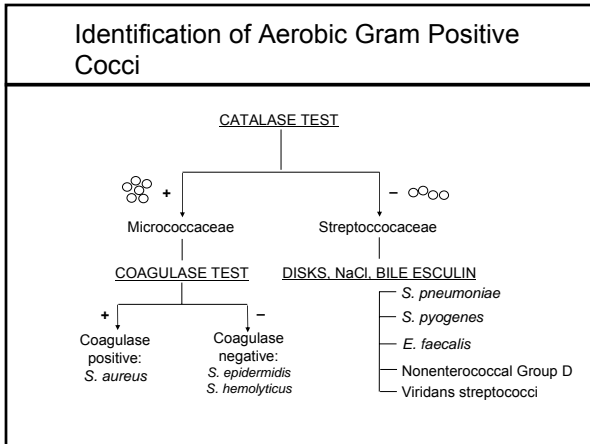 Identification of Aerobic Gram Positive
Cocci
CATALASE TEST
+
–
Micrococcaceae
Streptoccocaceae
COAGULASE TEST
DISKS, NaCl, BILE ESCULIN
+
–
Coagulase
positive:
S. aureus
Coagulase
negative:
S. epidermidis
S. hemolyticus
S. pneumoniae
S. pyogenes
E. faecalis
Nonenterococcal Group D
Viridans streptococci